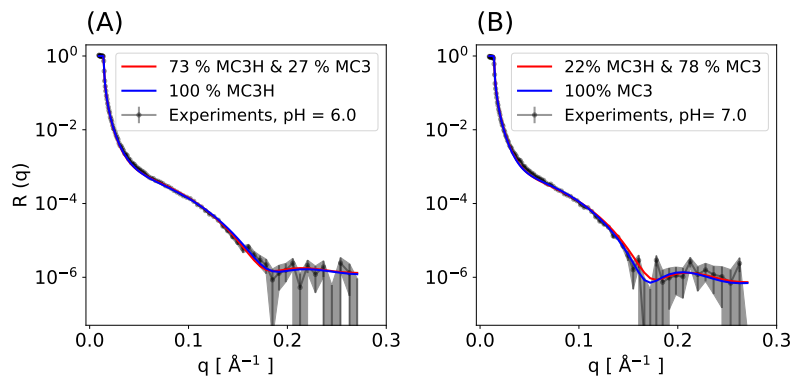 (A)
(B)
73 % MC3H & 27 % MC3
100 % MC3H
Experiments, pH = 6.0
22% MC3H & 78 % MC3
100% MC3
Experiments, pH= 7.0
R (q)
10⁰
10⁻²
10⁻⁴
10⁻⁶
10⁰
10⁻²
10⁻⁴
10⁻⁶
0.0 0.1 0.2 0.3
0.0 0.1 0.2 0.3
q [ Å⁻¹ ]
q [ Å⁻¹ ]